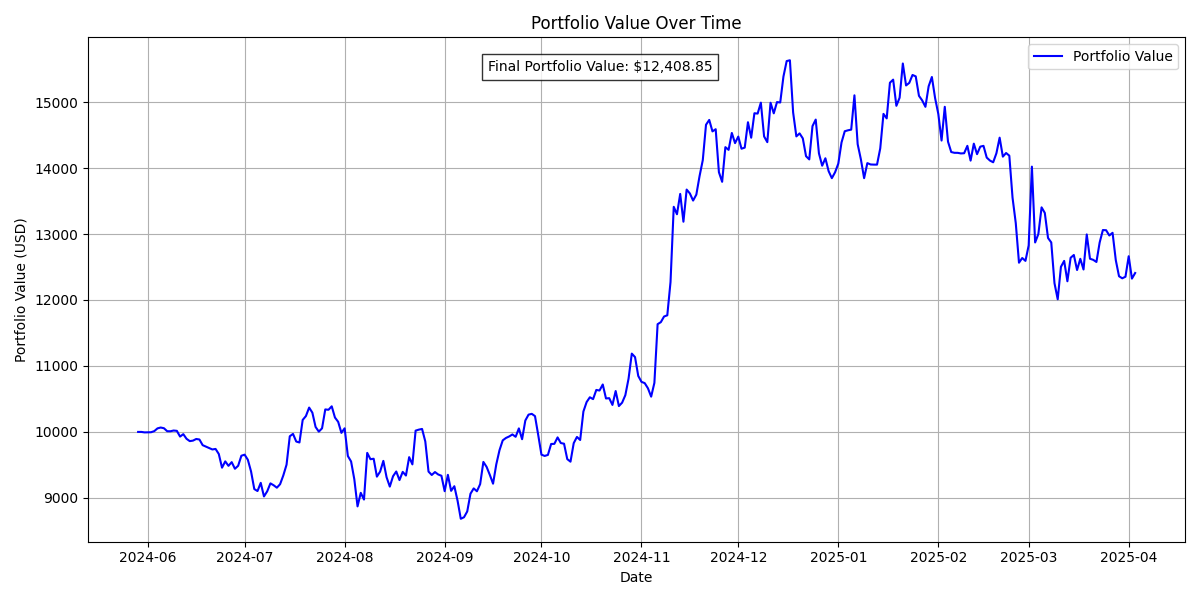 Portfolio Value Over Time
Final Portfolio Value: $12,408.85
Portfolio Value
Portfolio Value (USD)
15000
14000
13000
12000
11000
10000
9000
2024-06 2024-07 2024-08 2024-09 2024-10 2024-11 2024-12 2025-01 2025-02 2025-03 2025-04
Date